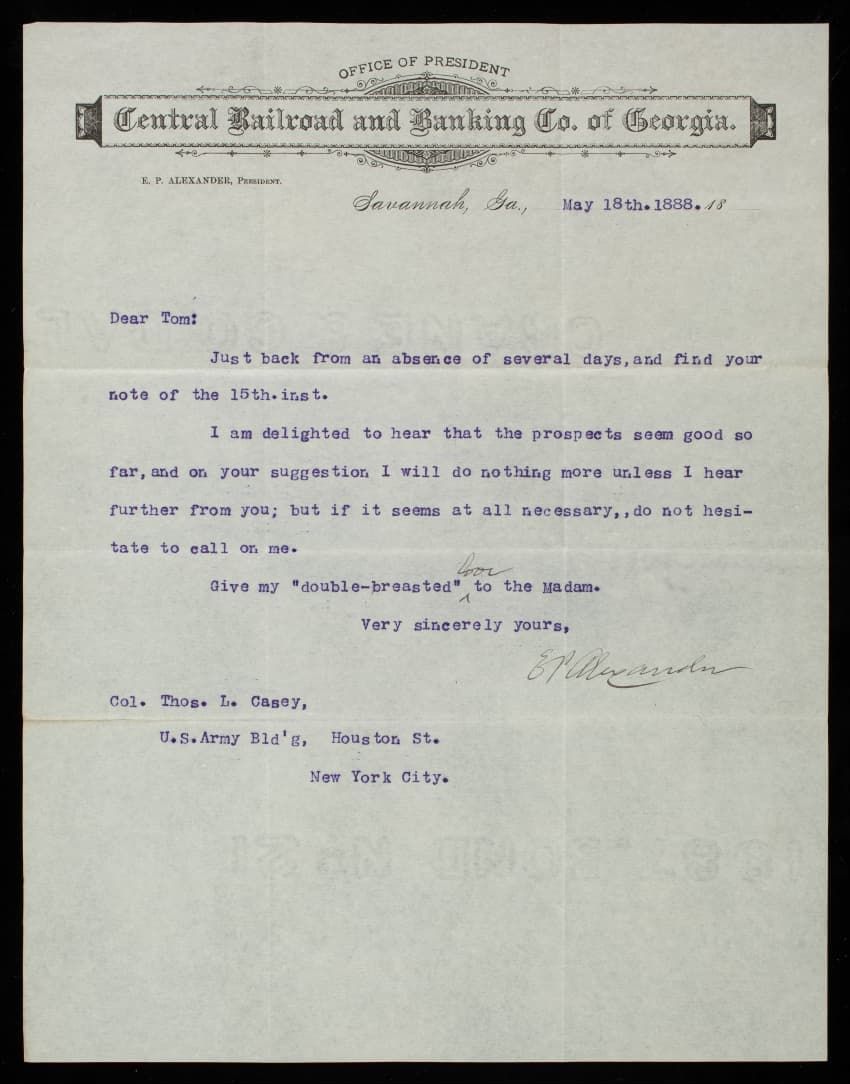 OFFICE OF PRESIDENT
Central Railroad and Banking Co. of Georgia.
E. P. ALEXANDER, PRESIDENT.
Savannah, Ga., May 18th.1888. 18
Dear Tom:
Just back from an absence of several days,and find your
note of the 15th.inst.
I am delighted to hear that the prospects seem good so
far,and on your suggestion I will do nothing more unless I hear
further from you; but if it seems at all necessary,,do not hesi-
tate to call on me.
love
Give my "double-breasted" ^ to the Madam.
Very sincerely yours,
E P Alexander
Col. Thos. L. Casey,
U.S.Army Bld'g, Houston St.
New York City.